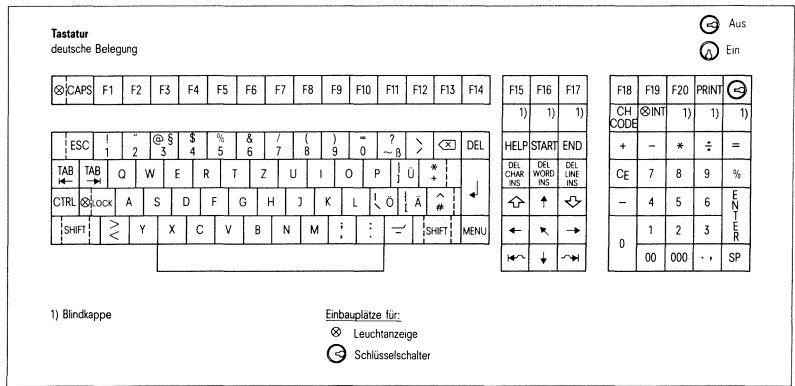 Tastatur
deutsche Belegung
Aus
Ein
⊗ CAPS F1 F2 F3 F4 F5 F6 F7 F8 F9 F10 F11 F12 F13 F14 F15 F16 F17 F18 F19 F20 PRINT
1) 1) CH CODE ⊗INT 1) 1) 1)
ESC ! 1 " 2 @ § 3 $ 4 % 5 & 6 / 7 ( 8 ) 9 = 0 ? ~ ß > \ DEL HELP START END + - * ÷ =
TAB TAB Q W E R T Z U I O P ] Ü * + DEL CHAR INS DEL WORD INS DEL LINE INS CE 7 8 9 %
CTRL ⊗LOCK A S D F G H J K L \ Ö [ Ä ^ # ↵ ⇧ ↑ ⇩ - 4 5 6 ENTER
SHIFT > < Y X C V B N M ; , : . _ - SHIFT MENU ← ↖ → 0 1 2 3
↓ 00 000 . , SP
1) Blindkappe
Einbauplätze für:
⊗ Leuchtanzeige
Schlüsselschalter